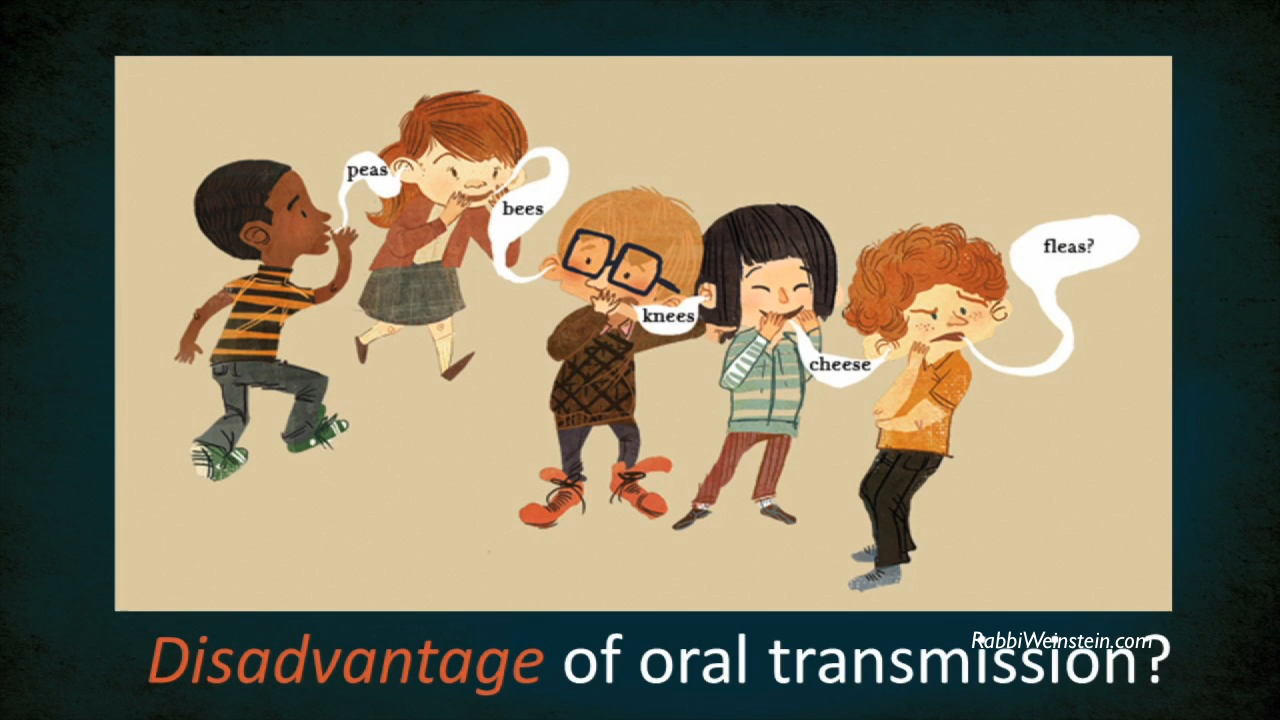 peas
bees
knees
cheese
fleas?
Disadvantage of oral transmission?
RabbiWeinstein.com